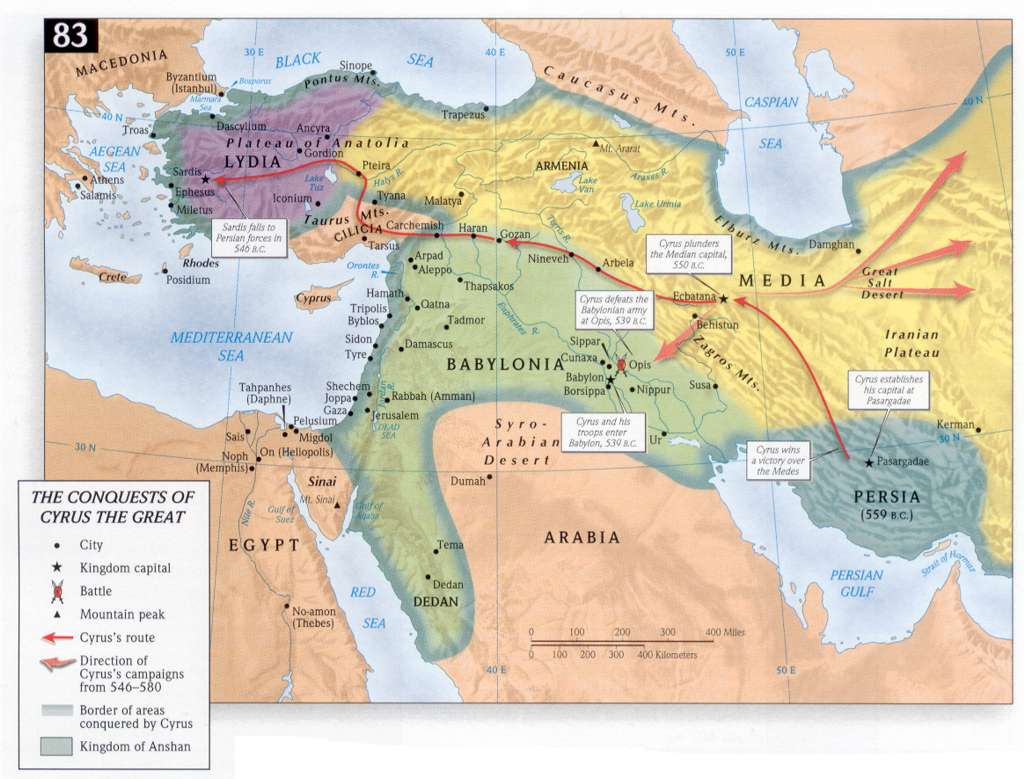 83
MACEDONIA
30 E
BLACK
SEA
40 E
50 E
Caucasus Mts.
CASPIAN
SEA
40 N
Byzantium
(Istanbul)
Bosporus
Marmara
Sea
Sinope
Pontus Mts.
Trapezus
40 N
Troas
Dascylium
Ancyra
Plateau of Anatolia
Gordion
LYDIA
AEGEAN
SEA
Athens
Salamis
Sardis
Ephesus
Miletus
Lake
Tuz
Iconium
Pteira
Halys R.
Tyana
Malatya
ARMENIA
Mt. Ararat
Araxes R.
Lake
Van
Lake Urmia
Sardis falls to
Persian forces in
546 B.C.
Taurus Mts.
CILICIA
Tarsus
Carchemish
Haran
Gozan
Tigris R.
Nineveh
Arbela
Elburz Mts.
Damghan
Cyrus plunders
the Median capital,
550 B.C.
MEDIA
Great
Salt
Desert
Ecbatana
Behistun
Zagros Mts.
Iranian
Plateau
Crete
Rhodes
Posidium
Cyprus
Orontes
R.
Arpad
Aleppo
Thapsakos
Hamath
Qatna
Tripolis
Byblos
Tadmor
Euphrates R.
Cyrus defeats the
Babylonian army
at Opis, 539 B.C.
MEDITERRANEAN
SEA
Sidon
Tyre
Damascus
BABYLONIA
Sippar
Cunaxa
Opis
Babylon
Borsippa
Nippur
Susa
Cyrus establishes
his capital at
Pasargadae
Tahpanhes
(Daphne)
Shechem
Joppa
Gaza
Jordan R.
Rabbah (Amman)
Jerusalem
DEAD
SEA
Pelusium
Migdol
Sais
On (Heliopolis)
Noph
(Memphis)
30 N
Syro-
Arabian
Desert
Cyrus and his
troops enter
Babylon, 539 B.C.
Ur
Cyrus wins
a victory over
the Medes
Kerman
30 N
Pasargadae
PERSIA
(559 B.C.)
Sinai
Mt. Sinai
Gulf of
Suez
Gulf of
Aqaba
Nile R.
Dumah
EGYPT
ARABIA
Tema
Dedan
DEDAN
RED
SEA
No-amon
(Thebes)
PERSIAN
GULF
Strait of Hormuz
0 100 200 300 400 Miles
0 100 200 300 400 Kilometers
40 E
50 E
THE CONQUESTS OF
CYRUS THE GREAT
City
Kingdom capital
Battle
Mountain peak
Cyrus's route
Direction of
Cyrus's campaigns
from 546–580
Border of areas
conquered by Cyrus
Kingdom of Anshan